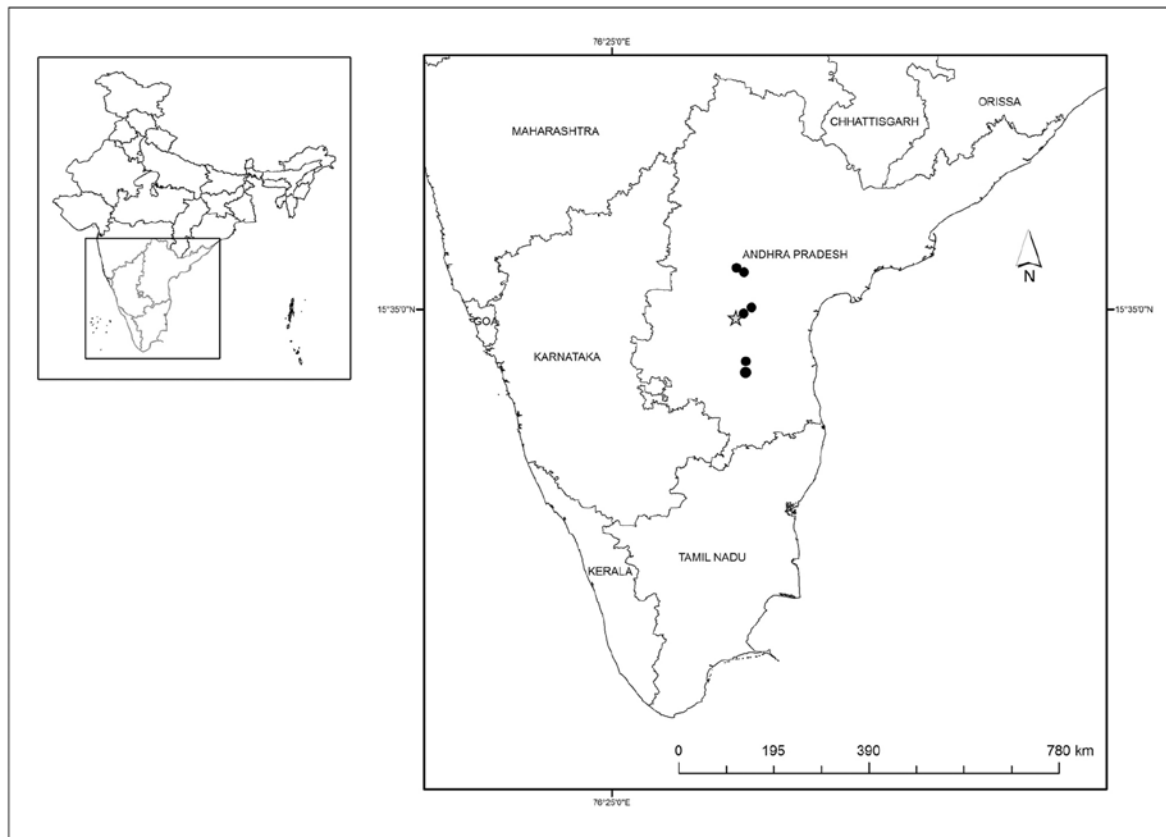 76°25'0"E
ORISSA
CHHATTISGARH
MAHARASHTRA
ANDHRA PRADESH
N
15°35'0"N
15°35'0"N
GOA
KARNATAKA
TAMIL NADU
KERALA
0 195 390 780 km
76°25'0"E